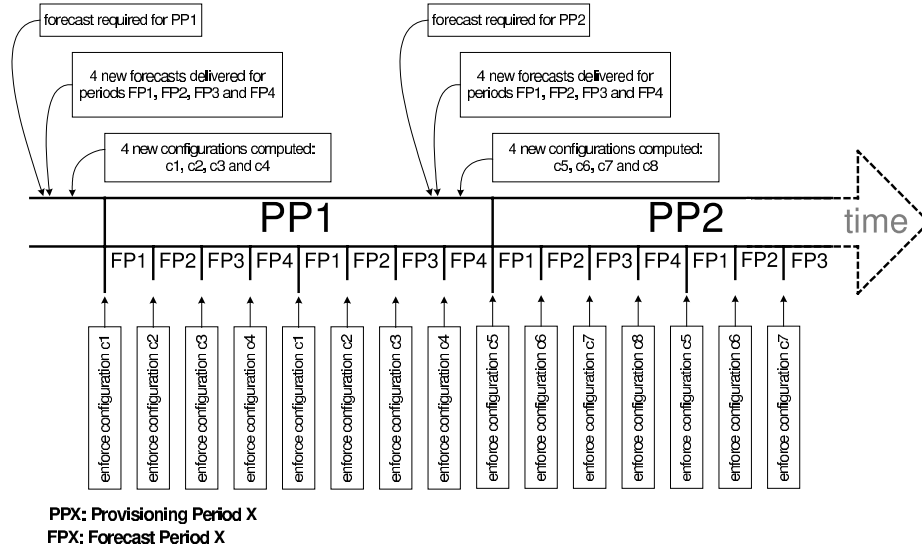 forecast required for PP1
forecast required for PP2
4 new forecasts delivered for
periods FP1, FP2, FP3 and FP4
4 new forecasts delivered for
periods FP1, FP2, FP3 and FP4
4 new configurations computed:
c1, c2, c3 and c4
4 new configurations computed:
c5, c6, c7 and c8
PP1
PP2
time
FP1 FP2 FP3 FP4 FP1 FP2 FP3 FP4 FP1 FP2 FP3 FP4 FP1 FP2 FP3
enforce configuration c1
enforce configuration c2
enforce configuration c3
enforce configuration c4
enforce configuration c1
enforce configuration c2
enforce configuration c3
enforce configuration c4
enforce configuration c5
enforce configuration c6
enforce configuration c7
enforce configuration c8
enforce configuration c5
enforce configuration c6
enforce configuration c7
PPX: Provisioning Period X
FPX: Forecast Period X